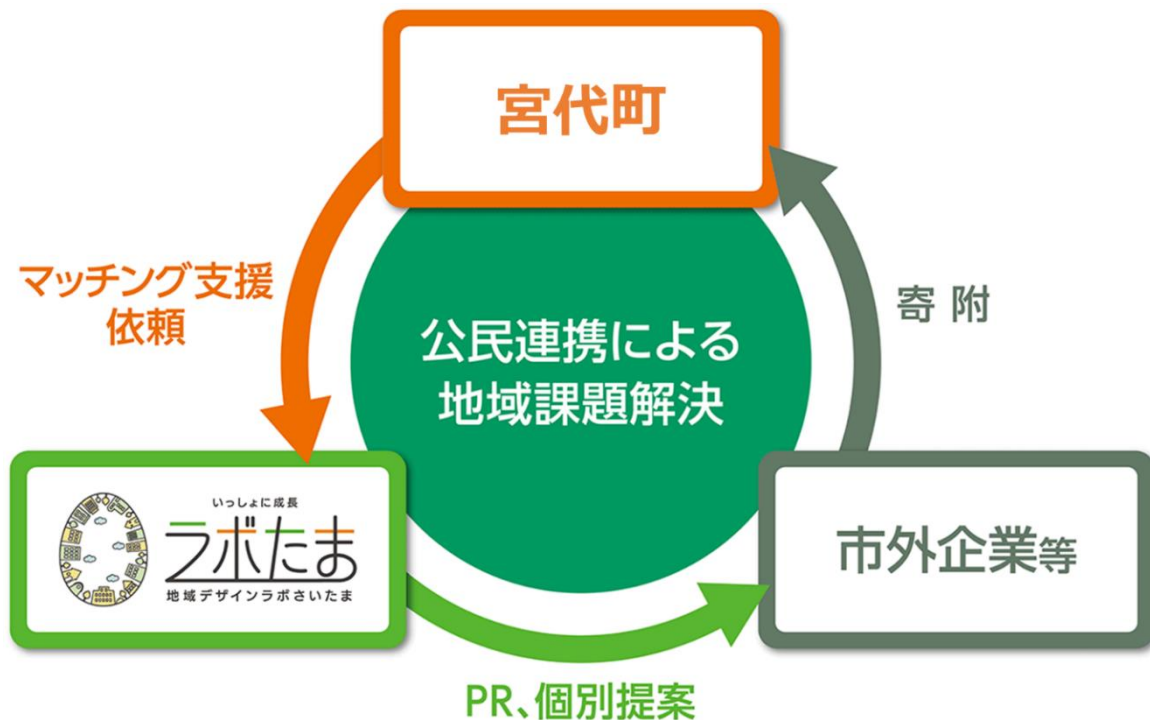 宮代町
マッチング支援
依頼
寄 附
公民連携による
地域課題解決
いっしょに成長
ラボたま
地域デザインラボさいたま
市外企業等
PR、個別提案